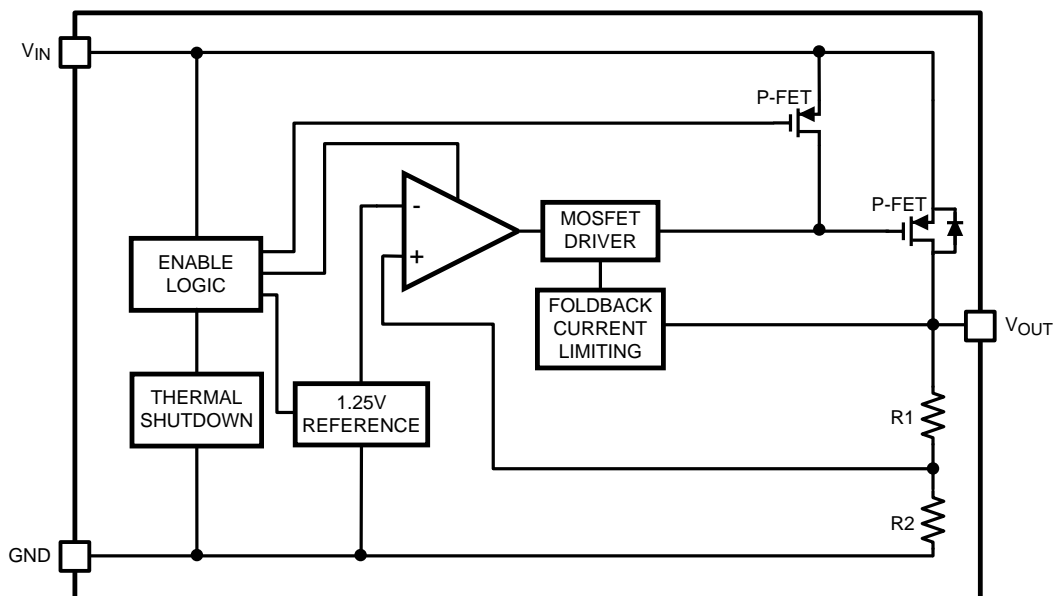 VIN
P-FET
P-FET
-
+
MOSFET
DRIVER
ENABLE
LOGIC
FOLDBACK
CURRENT
LIMITING
VOUT
THERMAL
SHUTDOWN
1.25V
REFERENCE
R1
R2
GND